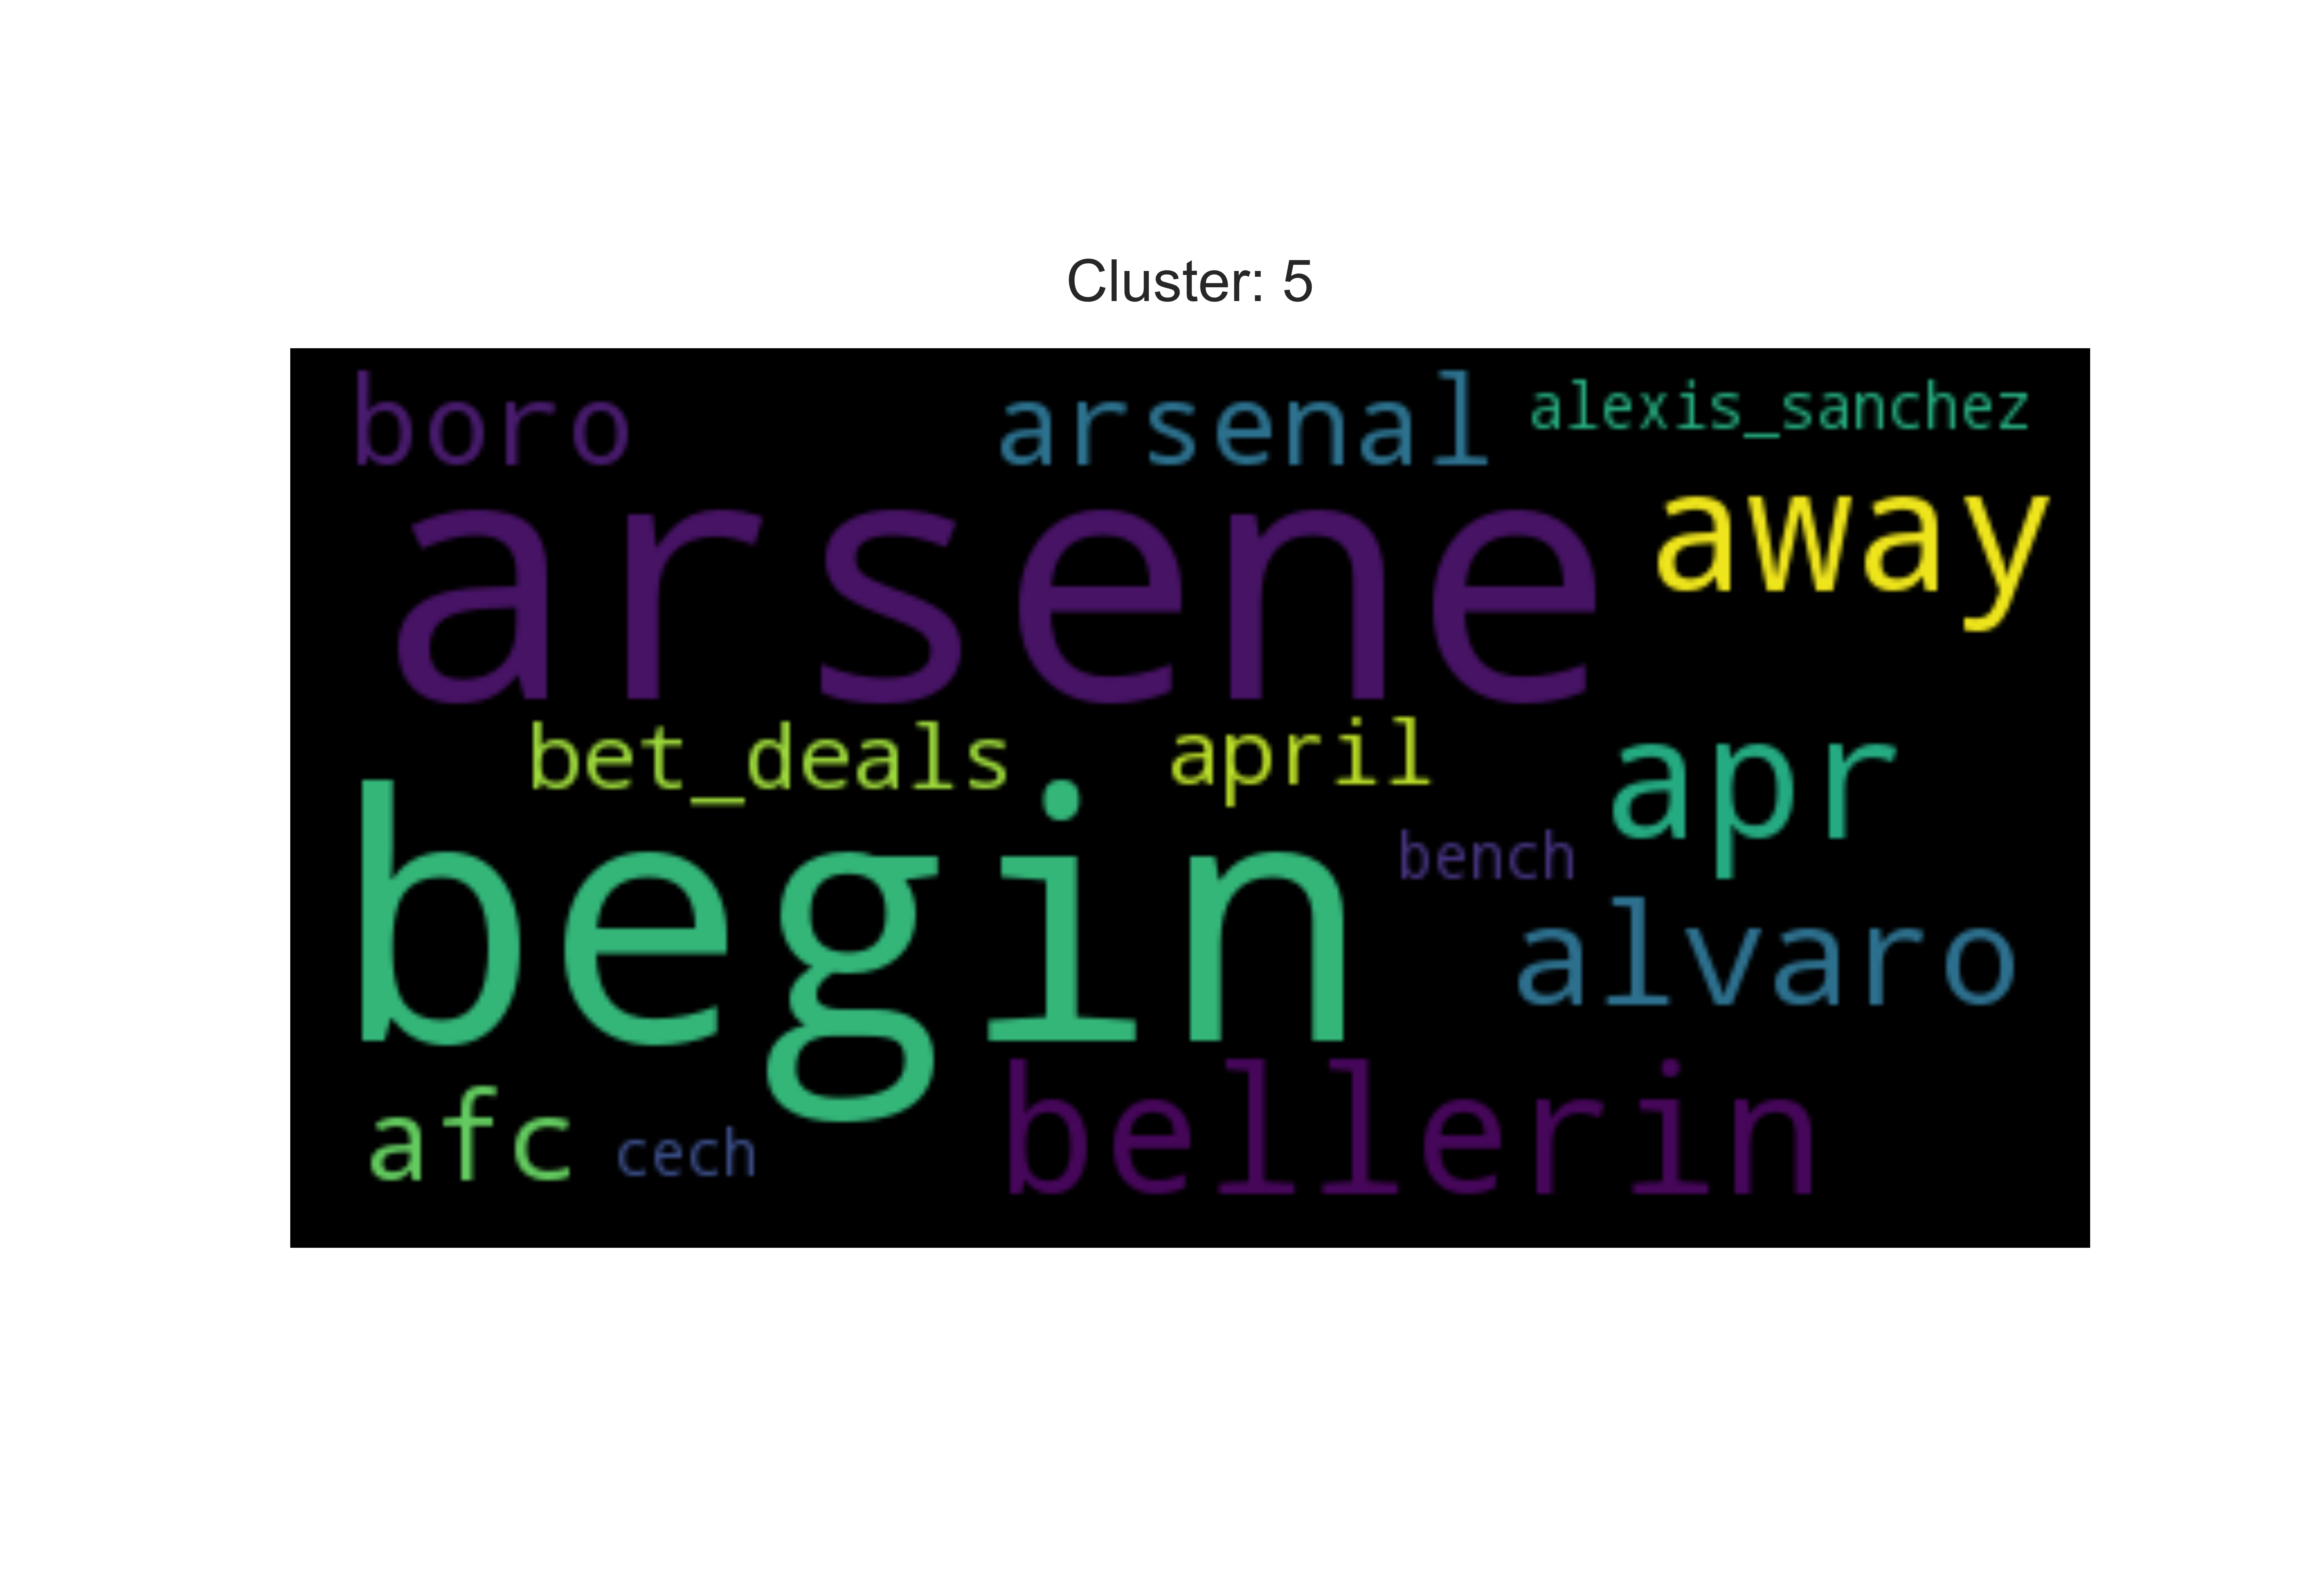 Cluster: 5
boro arsenal alexis_sanchez
arsene away
bet_deals april apr
begin bench
alvaro
afc cech bellerin